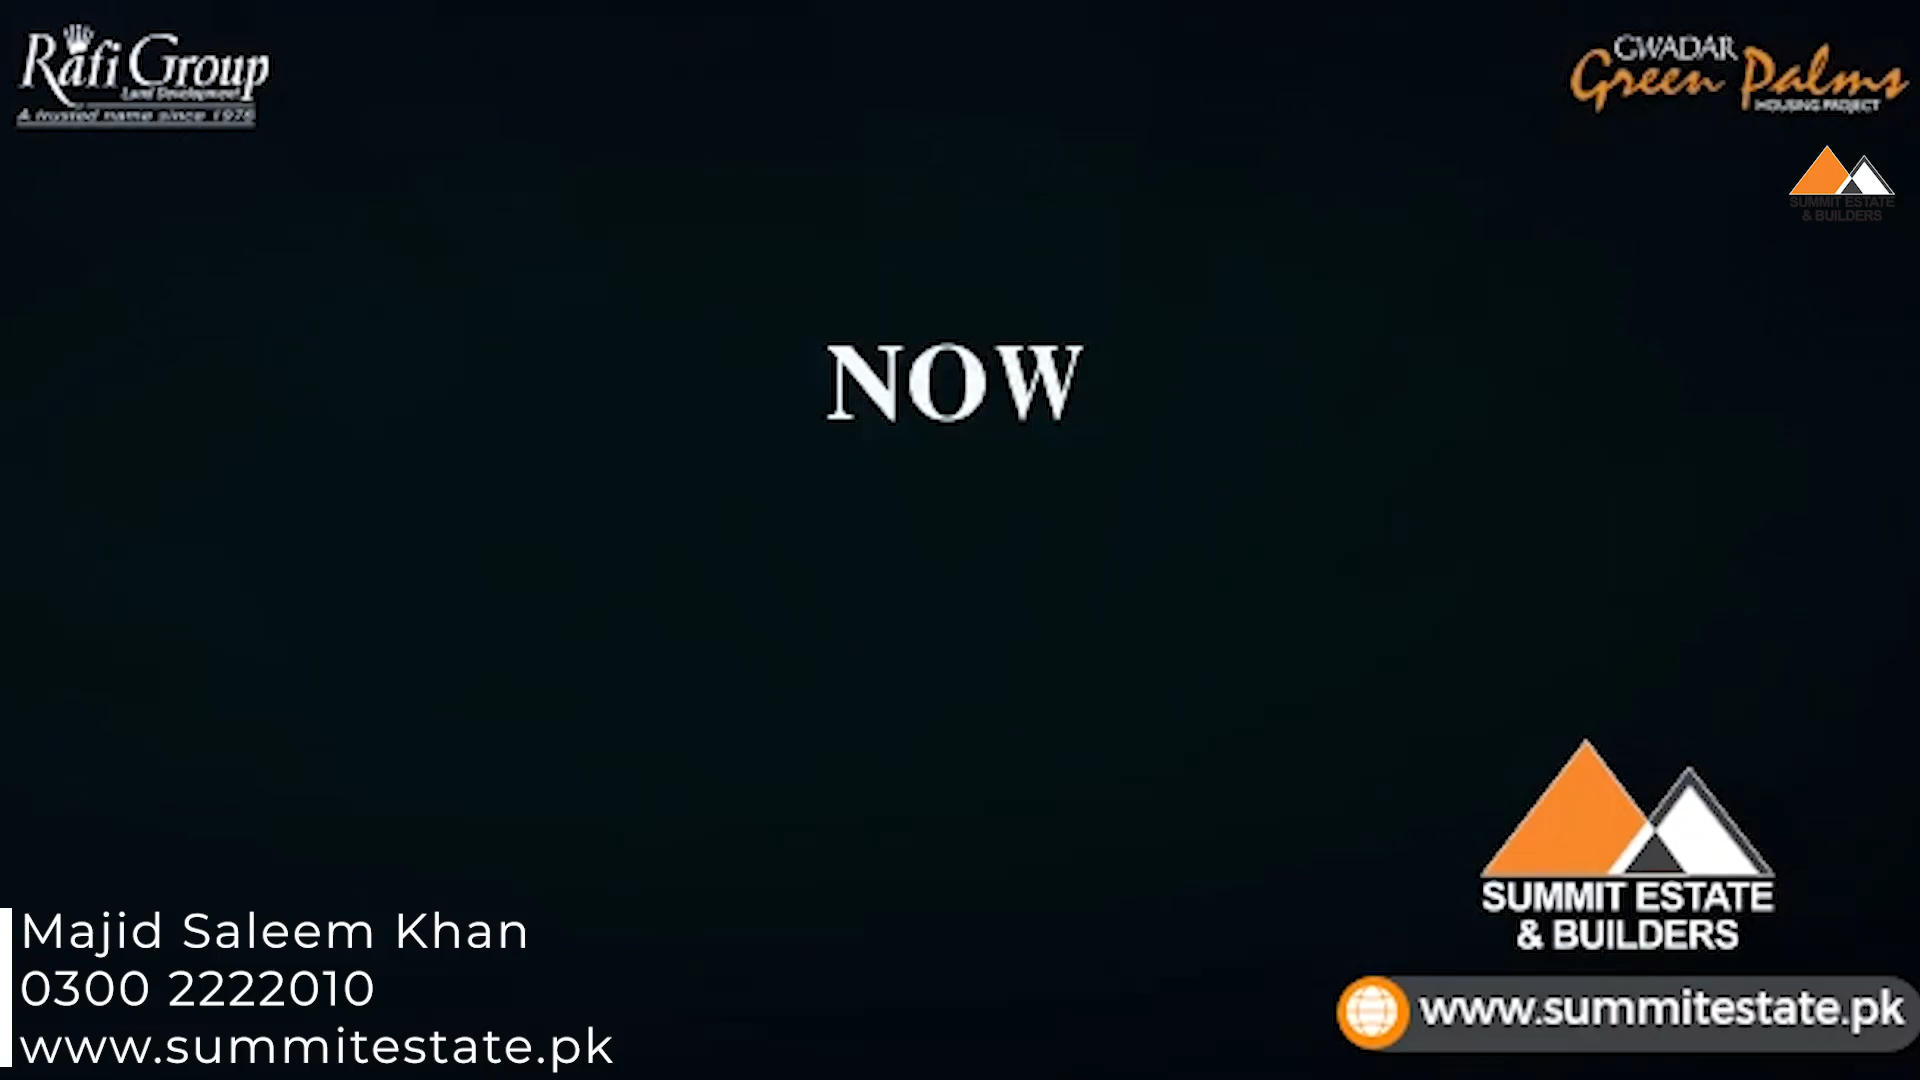 Rafi Group
Land Development
A trusted name since 1978
GWADAR
Green Palms
HOUSING PROJECT
SUMMIT ESTATE
& BUILDERS
NOW
SUMMIT ESTATE
& BUILDERS
Majid Saleem Khan
0300 2222010
www.summitestate.pk
www.summitestate.pk